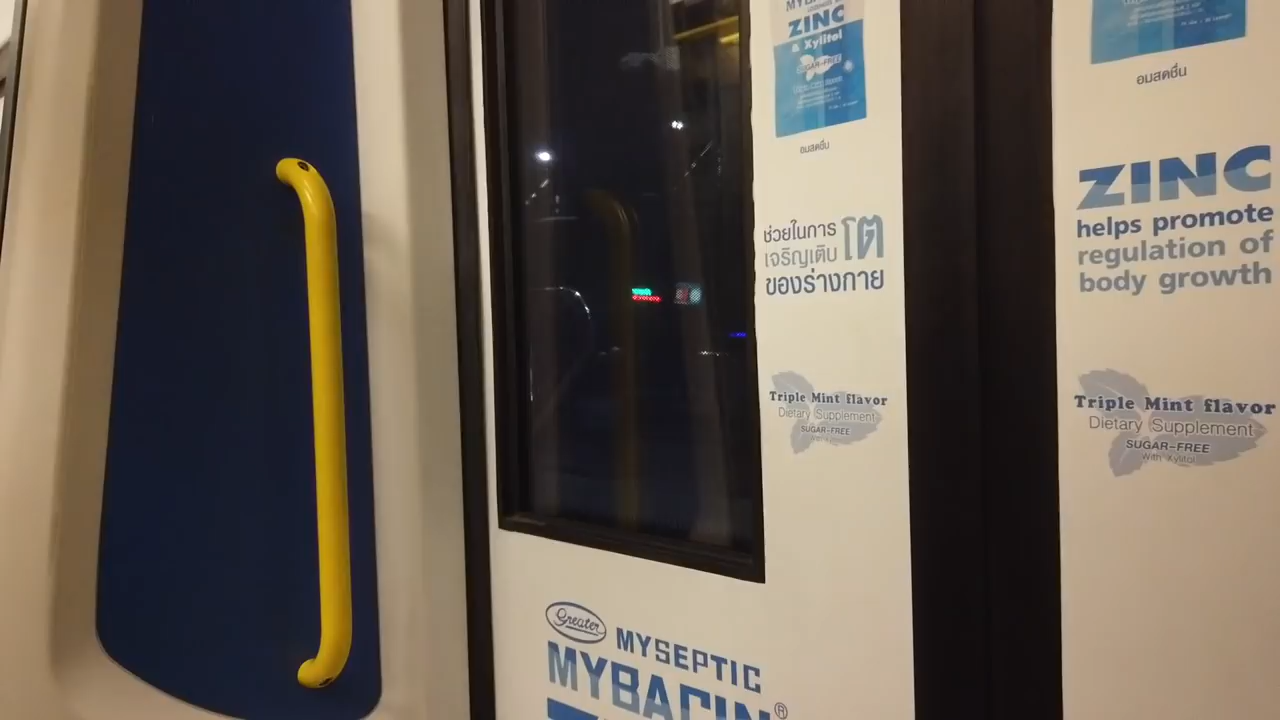 ZINC
& Xylitol
SUGAR-FREE
อมสดชื่น
ช่วยในการ
เจริญเติบ โต
ของร่างกาย
Triple Mint flavor
Dietary Supplement
SUGAR-FREE
Greater
MYSEPTIC
MYBACIN®
อมสดชื่น
ZINC
helps promote
regulation of
body growth
Triple Mint flavor
Dietary Supplement
SUGAR-FREE
With Xylitol